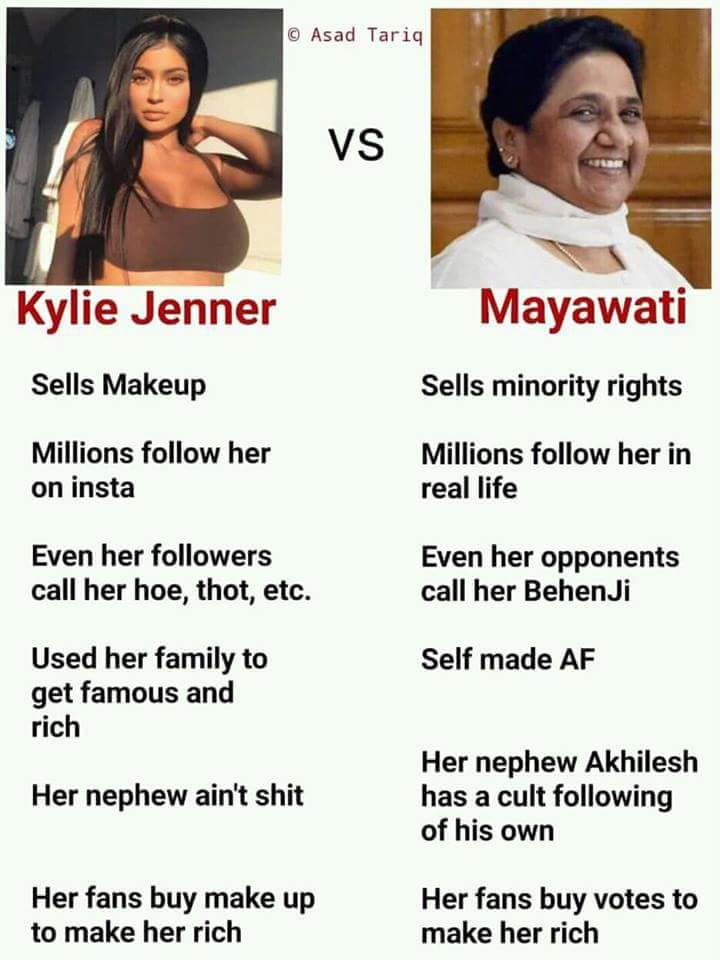 © Asad Tariq
VS
Kylie Jenner
Mayawati
Sells Makeup
Sells minority rights
Millions follow her
on insta
Millions follow her in
real life
Even her followers
call her hoe, thot, etc.
Even her opponents
call her BehenJi
Used her family to
get famous and
rich
Self made AF
Her nephew ain't shit
Her nephew Akhilesh
has a cult following
of his own
Her fans buy make up
to make her rich
Her fans buy votes to
make her rich